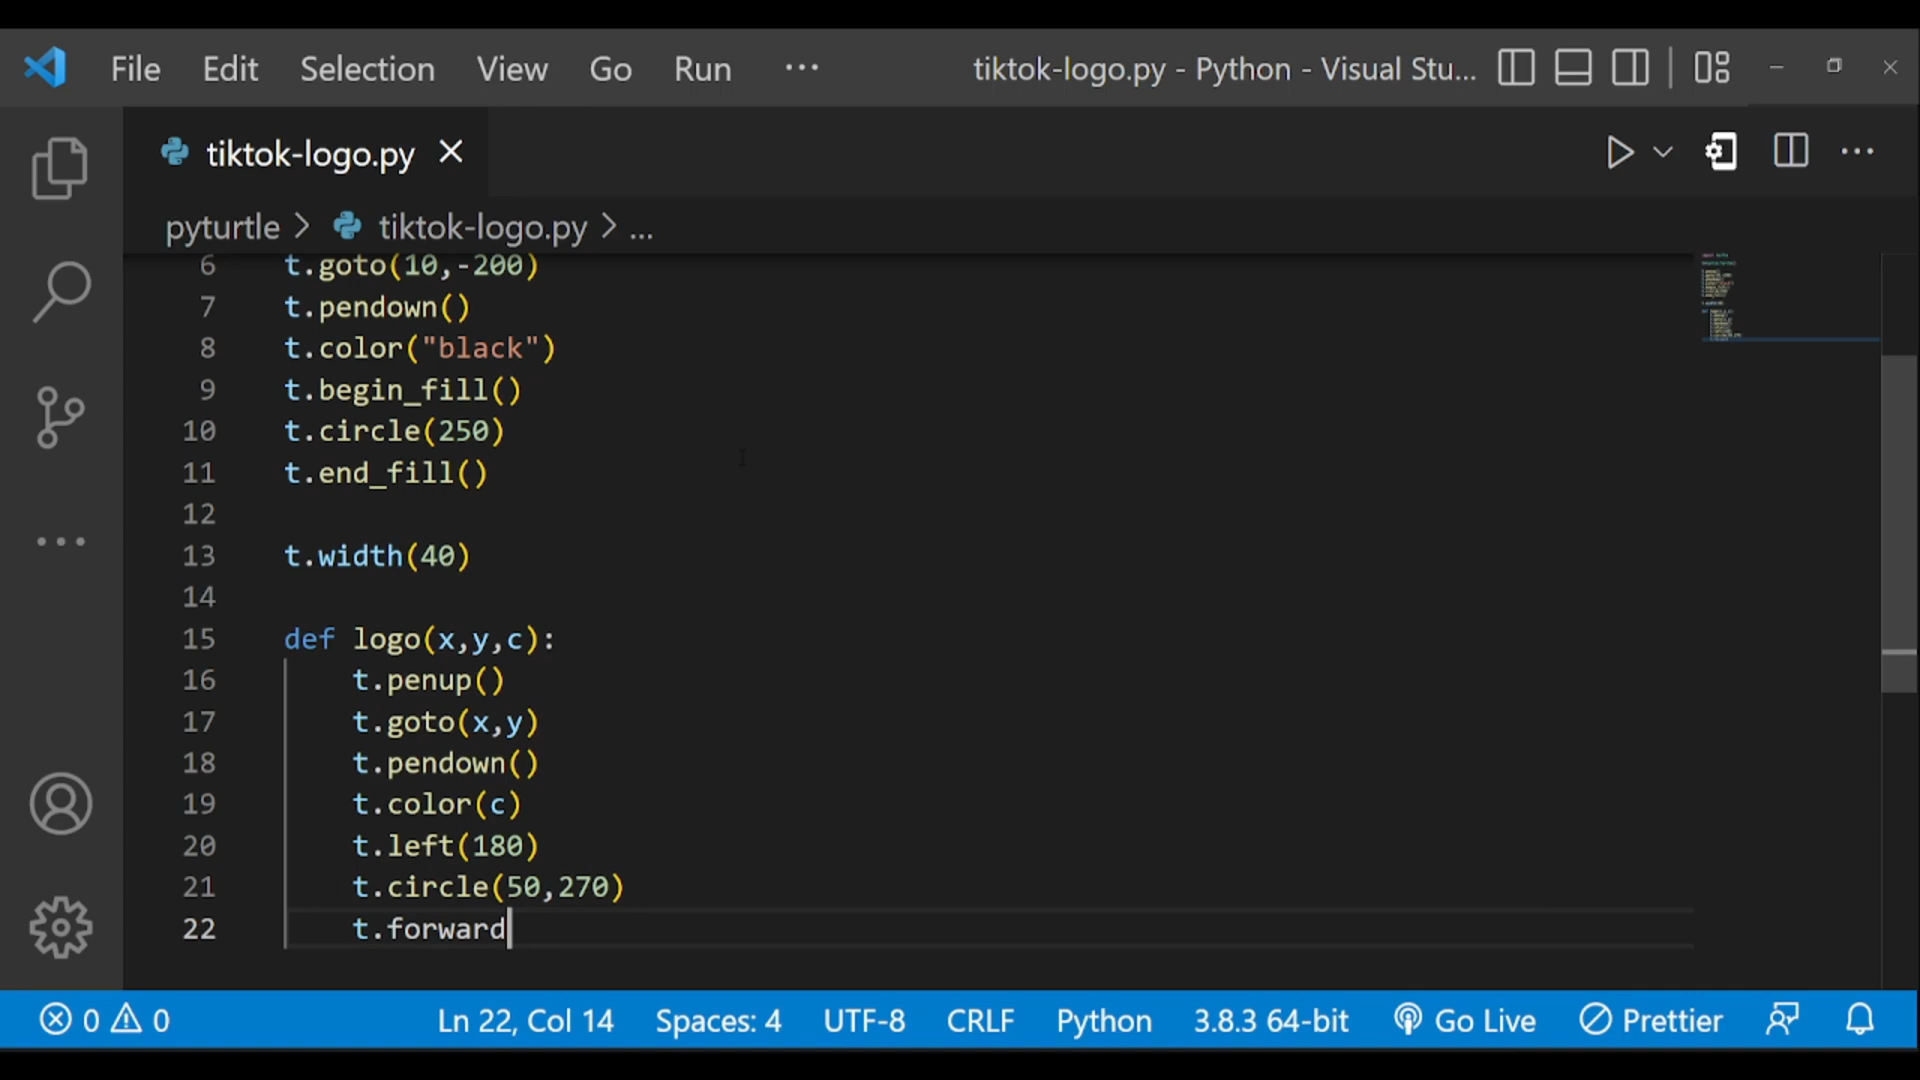 File Edit Selection View Go Run ... tiktok-logo.py - Python - Visual Stu...
tiktok-logo.py
pyturtle > tiktok-logo.py > ...
6 t.goto(10,-200)
7 t.pendown()
8 t.color("black")
9 t.begin_fill()
10 t.circle(250)
11 t.end_fill()
12
13 t.width(40)
14
15 def logo(x,y,c):
16 t.penup()
17 t.goto(x,y)
18 t.pendown()
19 t.color(c)
20 t.left(180)
21 t.circle(50,270)
22 t.forward
0 0 Ln 22, Col 14 Spaces: 4 UTF-8 CRLF Python 3.8.3 64-bit Go Live Prettier